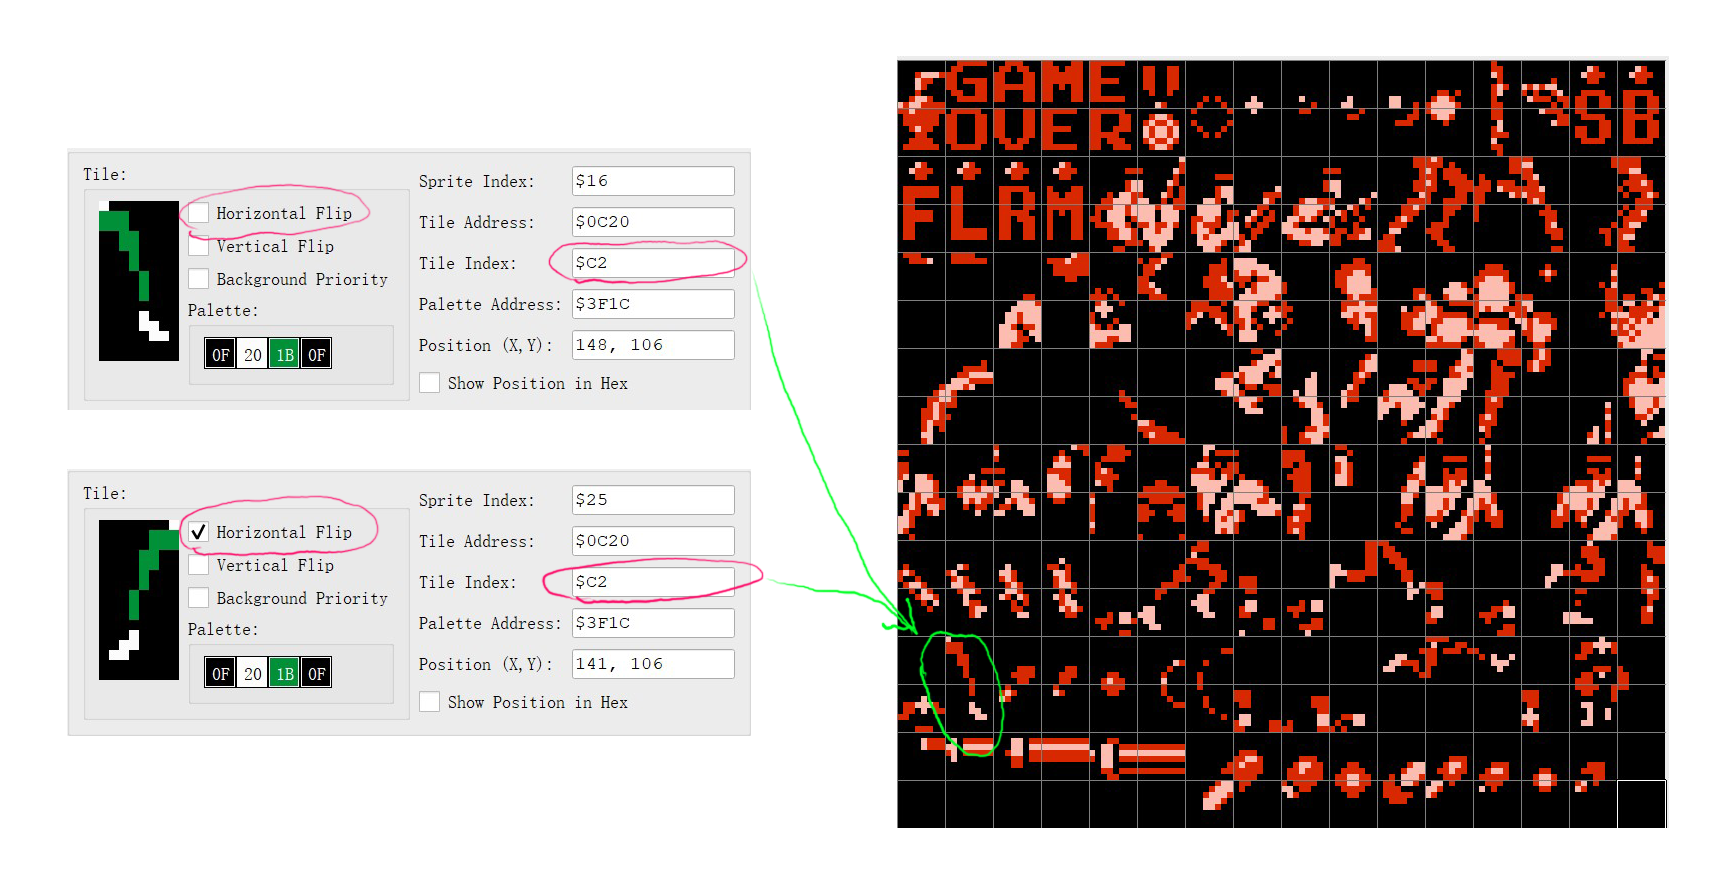 Tile:
Horizontal Flip
Vertical Flip
Background Priority
Palette:
0F 20 1B 0F
Sprite Index: $16
Tile Address: $0C20
Tile Index: $C2
Palette Address: $3F1C
Position (X,Y): 148, 106
Show Position in Hex
Tile:
Horizontal Flip
Vertical Flip
Background Priority
Palette:
0F 20 1B 0F
Sprite Index: $25
Tile Address: $0C20
Tile Index: $C2
Palette Address: $3F1C
Position (X,Y): 141, 106
Show Position in Hex
GAME
OVER
S B
F L R M